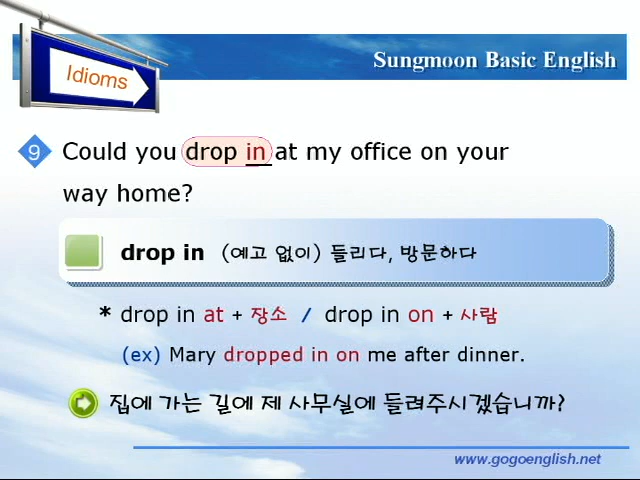 Idioms
Sungmoon Basic English
9 Could you drop in at my office on your
way home?
drop in (예고 없이) 들리다, 방문하다
* drop in at + 장소 / drop in on + 사람
(ex) Mary dropped in on me after dinner.
집에 가는 길에 제 사무실에 들려주시겠습니까?
www.gogoenglish.net